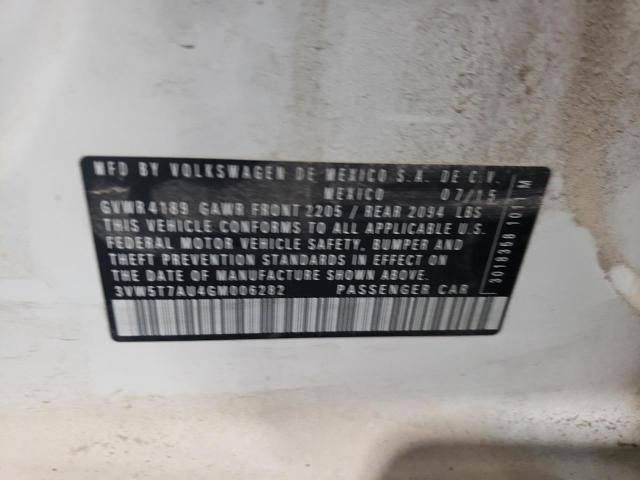 MFD BY VOLKSWAGEN DE MEXICO S.A. DE C.V.
MEXICO 07/15
GVWR 4189 GAWR FRONT 2205 / REAR 2094 LBS
THIS VEHICLE CONFORMS TO ALL APPLICABLE U.S.
FEDERAL MOTOR VEHICLE SAFETY, BUMPER AND
THEFT PREVENTION STANDARDS IN EFFECT ON
THE DATE OF MANUFACTURE SHOWN ABOVE.
3VW5T7AU4GM006282 PASSENGER CAR
3018358 1011 M